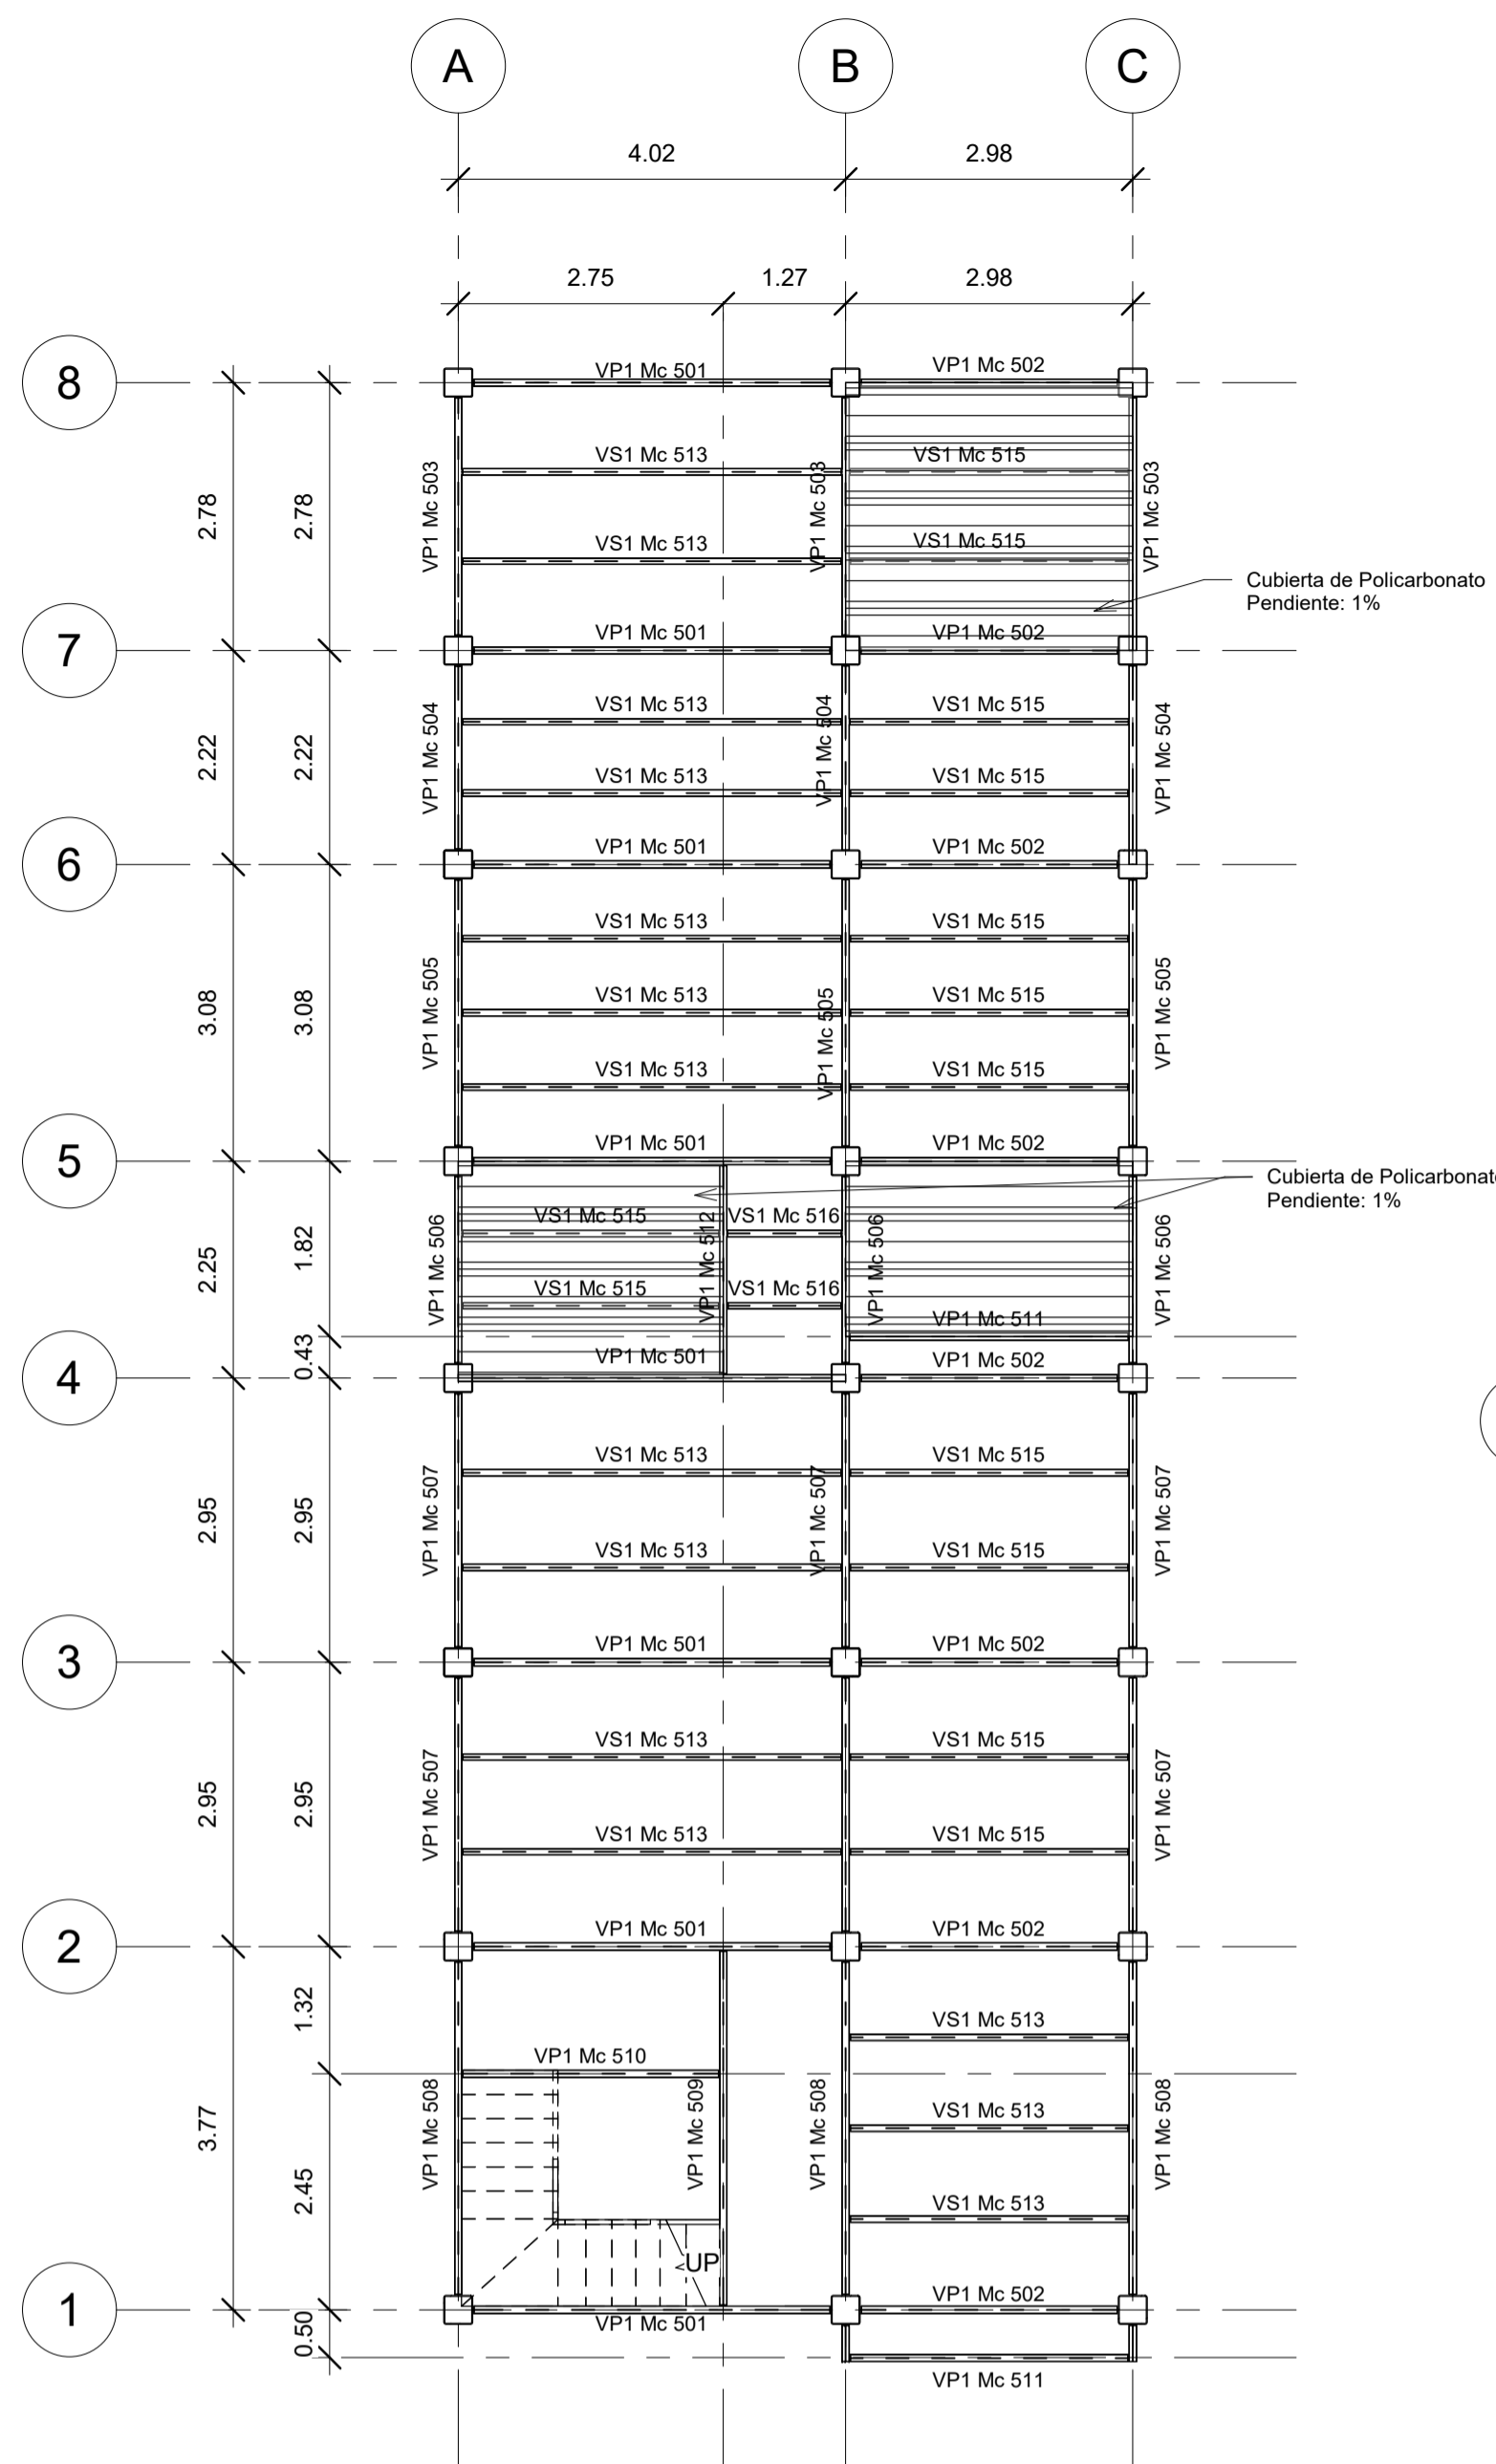 A B C
4.02 2.98
2.75 1.27 2.98
8
VP1 Mc 501 VP1 Mc 502
VS1 Mc 513 VS1 Mc 515
2.78 2.78 VP1 Mc 503 VP1 Mc 503 VP1 Mc 503
VS1 Mc 513 VS1 Mc 515
Cubierta de Policarbonato
Pendiente: 1%
7
VP1 Mc 501 VP1 Mc 502
VS1 Mc 513 VS1 Mc 515
2.22 2.22 VP1 Mc 504 VP1 Mc 504 VP1 Mc 504
VS1 Mc 513 VS1 Mc 515
6
VP1 Mc 501 VP1 Mc 502
VS1 Mc 513 VS1 Mc 515
3.08 3.08 VP1 Mc 505 VP1 Mc 505 VP1 Mc 505
VS1 Mc 513 VS1 Mc 515
VS1 Mc 513 VS1 Mc 515
5
VP1 Mc 501 VP1 Mc 502
Cubierta de Policarbonato
Pendiente: 1%
VS1 Mc 515 VS1 Mc 516
2.25 1.82 VP1 Mc 506 VP1 Mc 512 VP1 Mc 506 VP1 Mc 506
VS1 Mc 515 VS1 Mc 516
VP1 Mc 511
0.43
4
VP1 Mc 501 VP1 Mc 502
VS1 Mc 513 VS1 Mc 515
2.95 2.95 VP1 Mc 507 VP1 Mc 507 VP1 Mc 507
VS1 Mc 513 VS1 Mc 515
3
VP1 Mc 501 VP1 Mc 502
VS1 Mc 513 VS1 Mc 515
2.95 2.95 VP1 Mc 507 VP1 Mc 507
VS1 Mc 513 VS1 Mc 515
2
VP1 Mc 501 VP1 Mc 502
1.32
VS1 Mc 513
VP1 Mc 510
3.77 VP1 Mc 508 VP1 Mc 509 VP1 Mc 508 VP1 Mc 508
VS1 Mc 513
2.45
VS1 Mc 513
UP
1
VP1 Mc 501 VP1 Mc 502
0.50
VP1 Mc 511